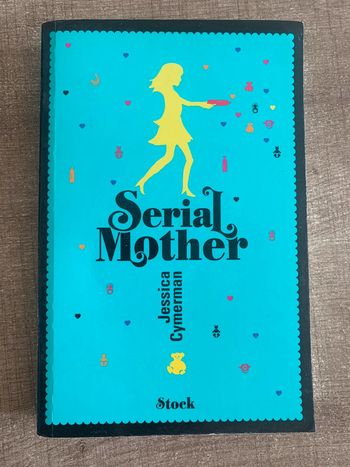 Serial
Mother
Jessica
Cymerman
Stock